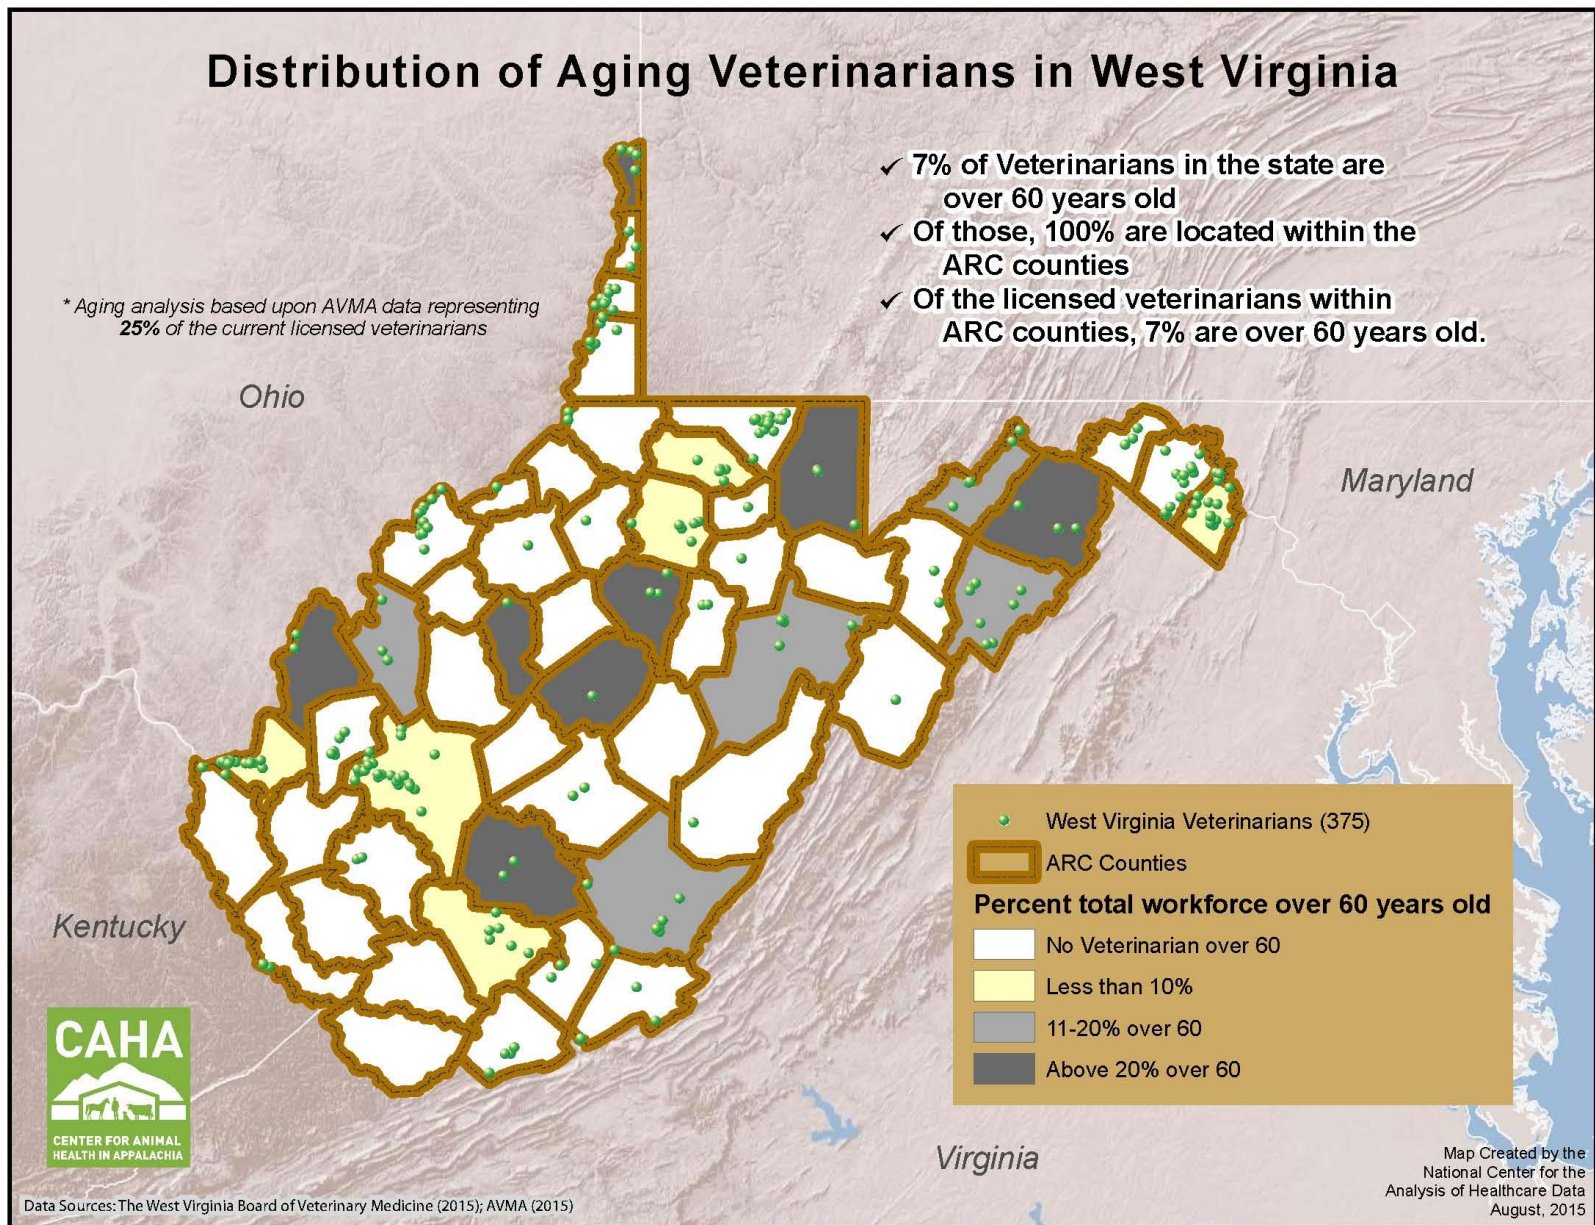 Distribution of Aging Veterinarians in West Virginia
✓ 7% of Veterinarians in the state are
over 60 years old
✓ Of those, 100% are located within the
ARC counties
✓ Of the licensed veterinarians within
ARC counties, 7% are over 60 years old.
* Aging analysis based upon AVMA data representing
25% of the current licensed veterinarians
Ohio
Maryland
Kentucky
Virginia
West Virginia Veterinarians (375)
ARC Counties
Percent total workforce over 60 years old
No Veterinarian over 60
Less than 10%
11-20% over 60
Above 20% over 60
CAHA
CENTER FOR ANIMAL
HEALTH IN APPALACHIA
Data Sources: The West Virginia Board of Veterinary Medicine (2015); AVMA (2015)
Map Created by the
National Center for the
Analysis of Healthcare Data
August, 2015